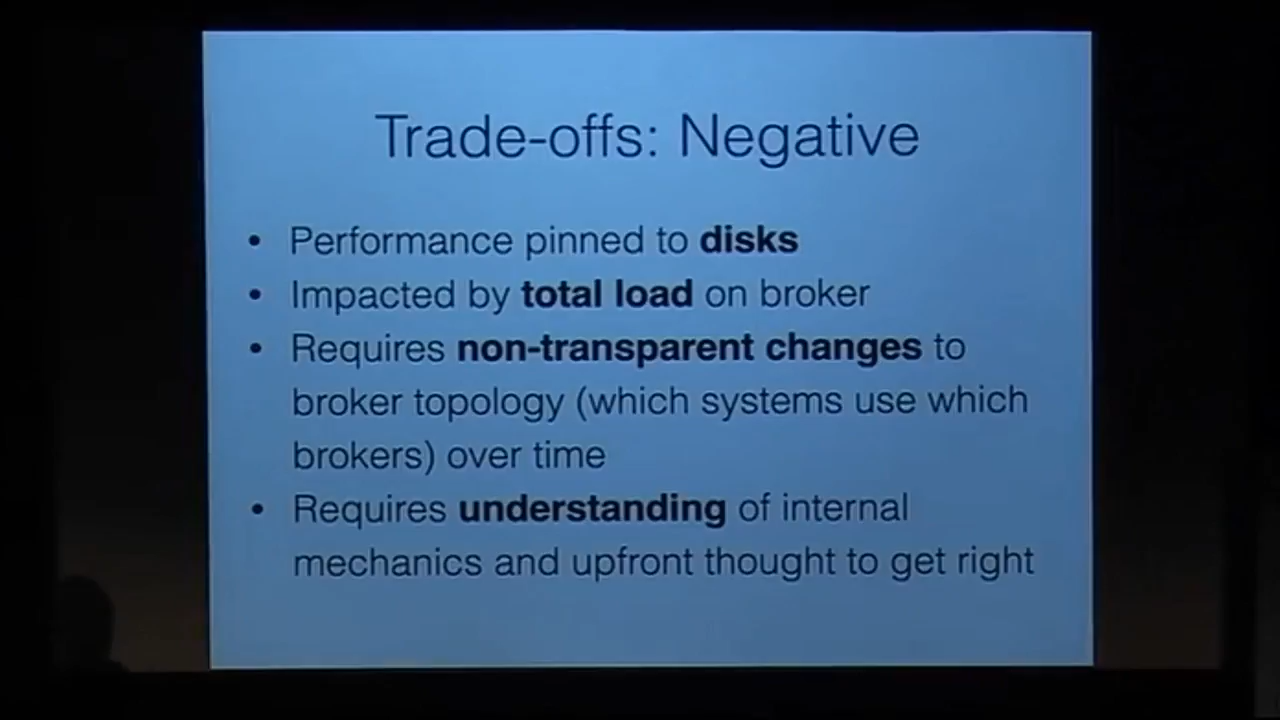 Trade-offs: Negative
• Performance pinned to disks
• Impacted by total load on broker
• Requires non-transparent changes to
broker topology (which systems use which
brokers) over time
• Requires understanding of internal
mechanics and upfront thought to get right